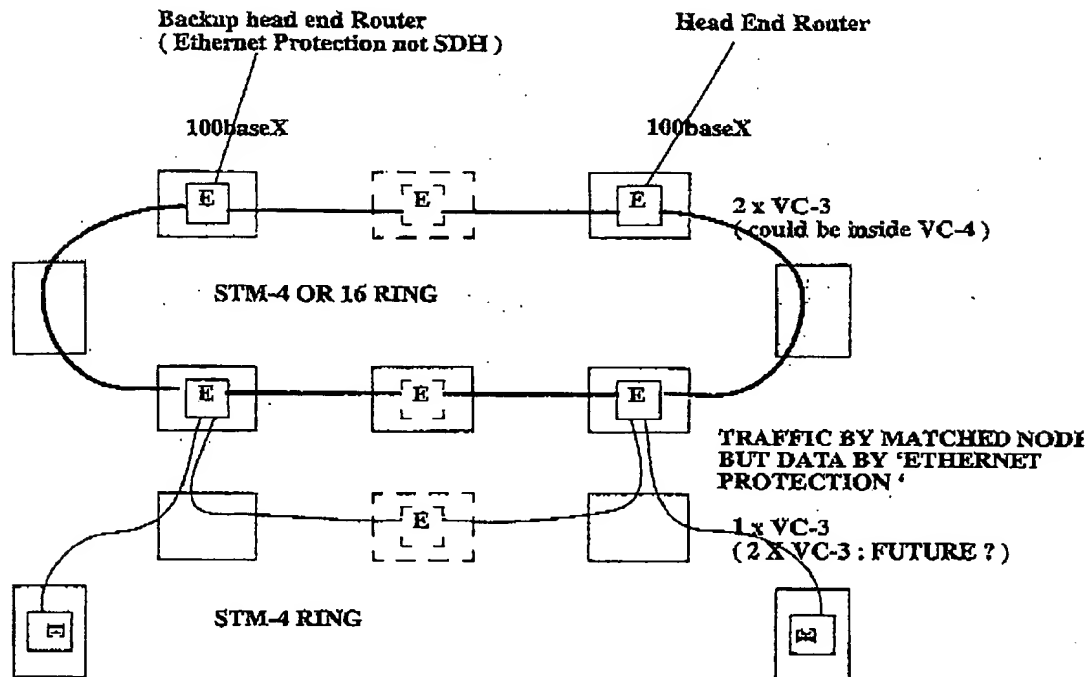 Backup head end Router
( Ethernet Protection not SDH )
Head End Router
100baseX
100baseX
E
E
E
2 x VC-3
( could be inside VC-4 )
STM-4 OR 16 RING
E
E
E
TRAFFIC BY MATCHED NODE
BUT DATA BY 'ETHERNET
PROTECTION '
E
1 x VC-3
( 2 X VC-3 : FUTURE ? )
STM-4 RING
E
E